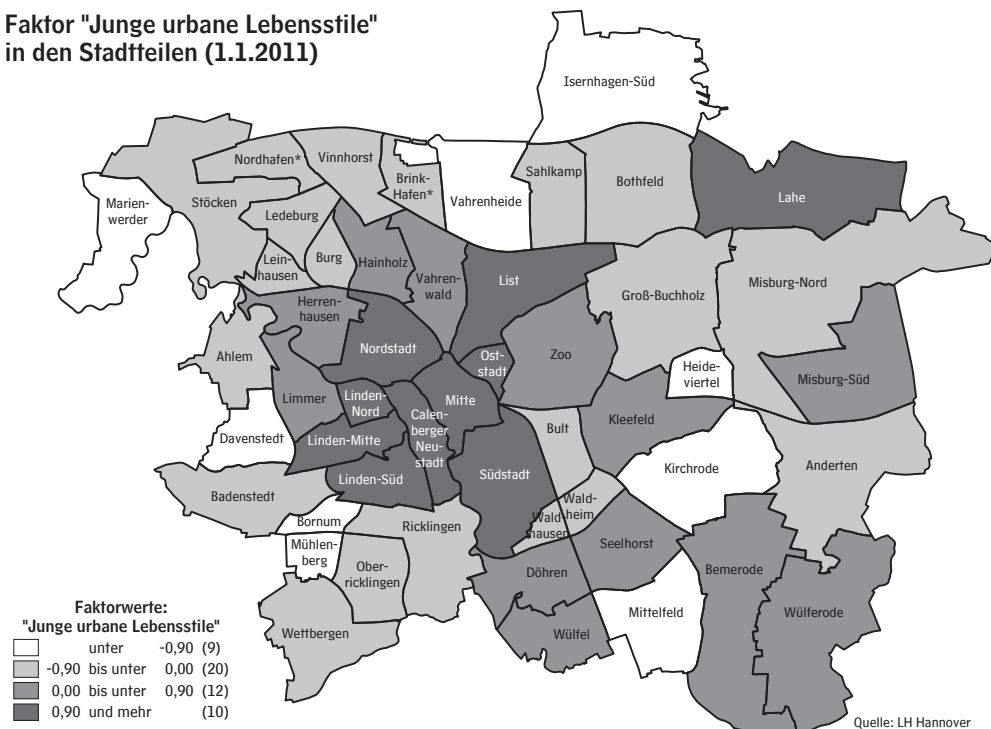 Faktor "Junge urbane Lebensstile"
in den Stadtteilen (1.1.2011)
Isernhagen-Süd
Nordhafen*
Vinnhorst
Brink-
Hafen*
Vahrenheide
Sahlkamp
Bothfeld
Lahe
Marien-
werder
Stöcken
Ledeburg
Lein-
hausen
Burg
Hainholz
Vahren-
wald
List
Groß-Buchholz
Misburg-Nord
Herren-
hausen
Nordstadt
Ost-
stadt
Zoo
Heide-
viertel
Misburg-Süd
Ahlem
Limmer
Linden-
Nord
Calen-
berger
Neu-
stadt
Mitte
Bult
Kleefeld
Davenstedt
Linden-Mitte
Linden-Süd
Südstadt
Kirchrode
Anderten
Badenstedt
Bornum
Ricklingen
Wald-
hausen
Wald-
heim
Seelhorst
Mühlen-
berg
Ober-
ricklingen
Döhren
Bemerode
Wettbergen
Wülfel
Mittelfeld
Wülferode
Faktorwerte:
"Junge urbane Lebensstile"
unter -0,90 (9)
-0,90 bis unter 0,00 (20)
0,00 bis unter 0,90 (12)
0,90 und mehr (10)
Quelle: LH Hannover